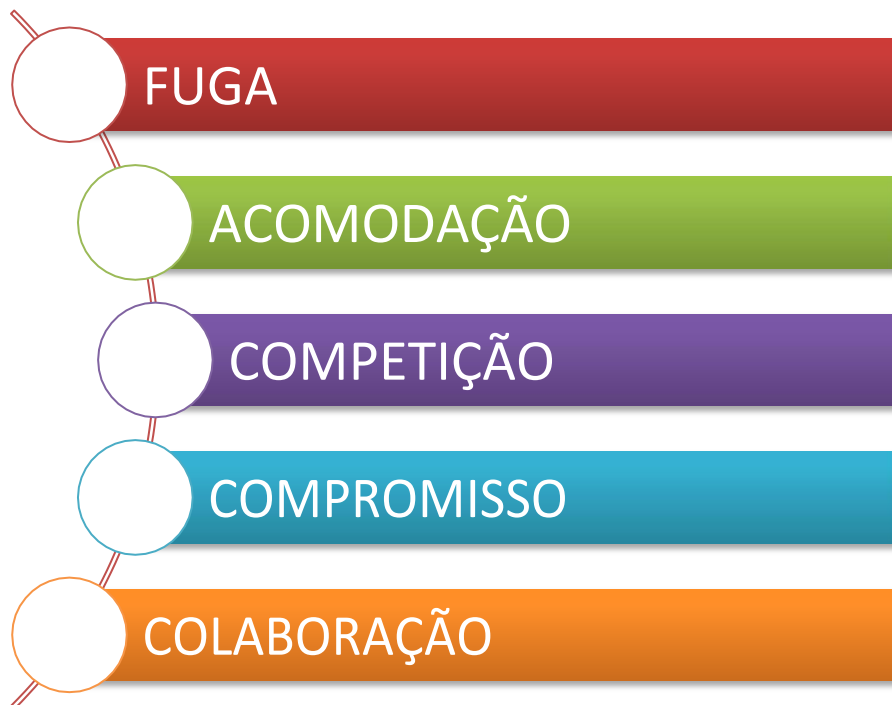 FUGA
ACOMODAÇÃO
COMPETIÇÃO
COMPROMISSO
COLABORAÇÃO